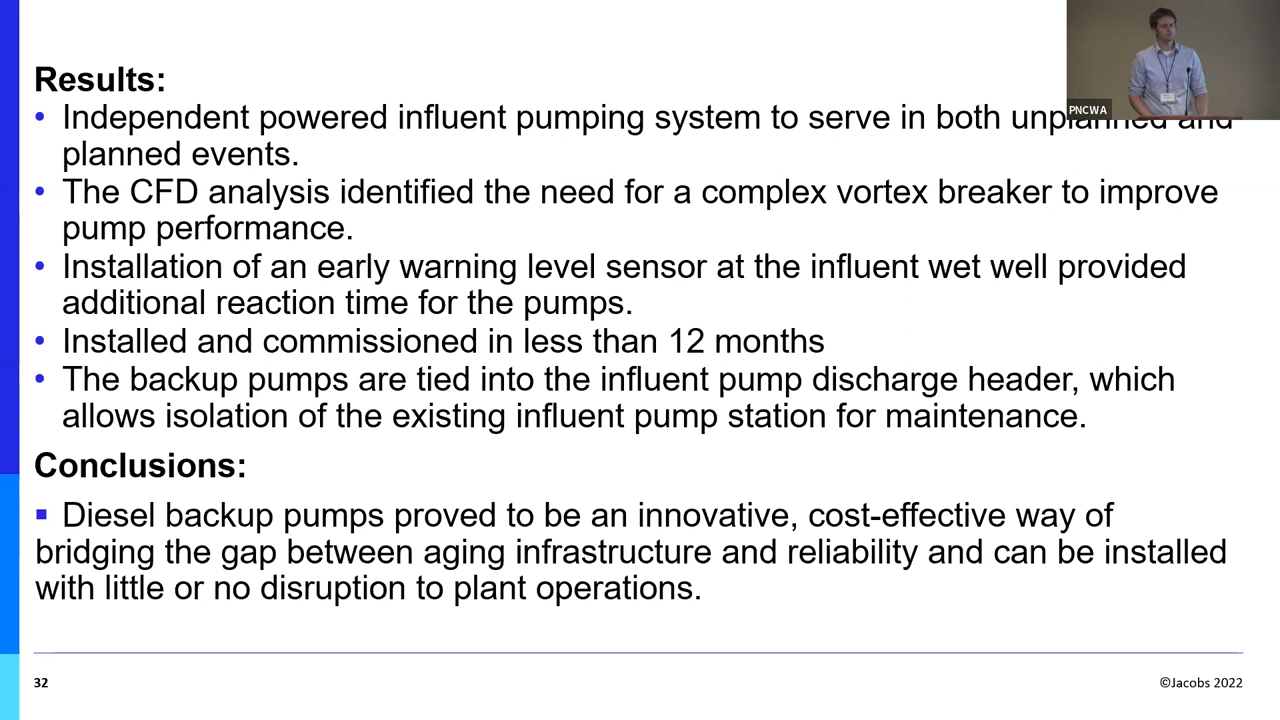 Results:
• Independent powered influent pumping system to serve in both unplanned and
planned events.
• The CFD analysis identified the need for a complex vortex breaker to improve
pump performance.
• Installation of an early warning level sensor at the influent wet well provided
additional reaction time for the pumps.
• Installed and commissioned in less than 12 months
• The backup pumps are tied into the influent pump discharge header, which
allows isolation of the existing influent pump station for maintenance.
Conclusions:
▪ Diesel backup pumps proved to be an innovative, cost-effective way of
bridging the gap between aging infrastructure and reliability and can be installed
with little or no disruption to plant operations.
32
©Jacobs 2022
PNCWA